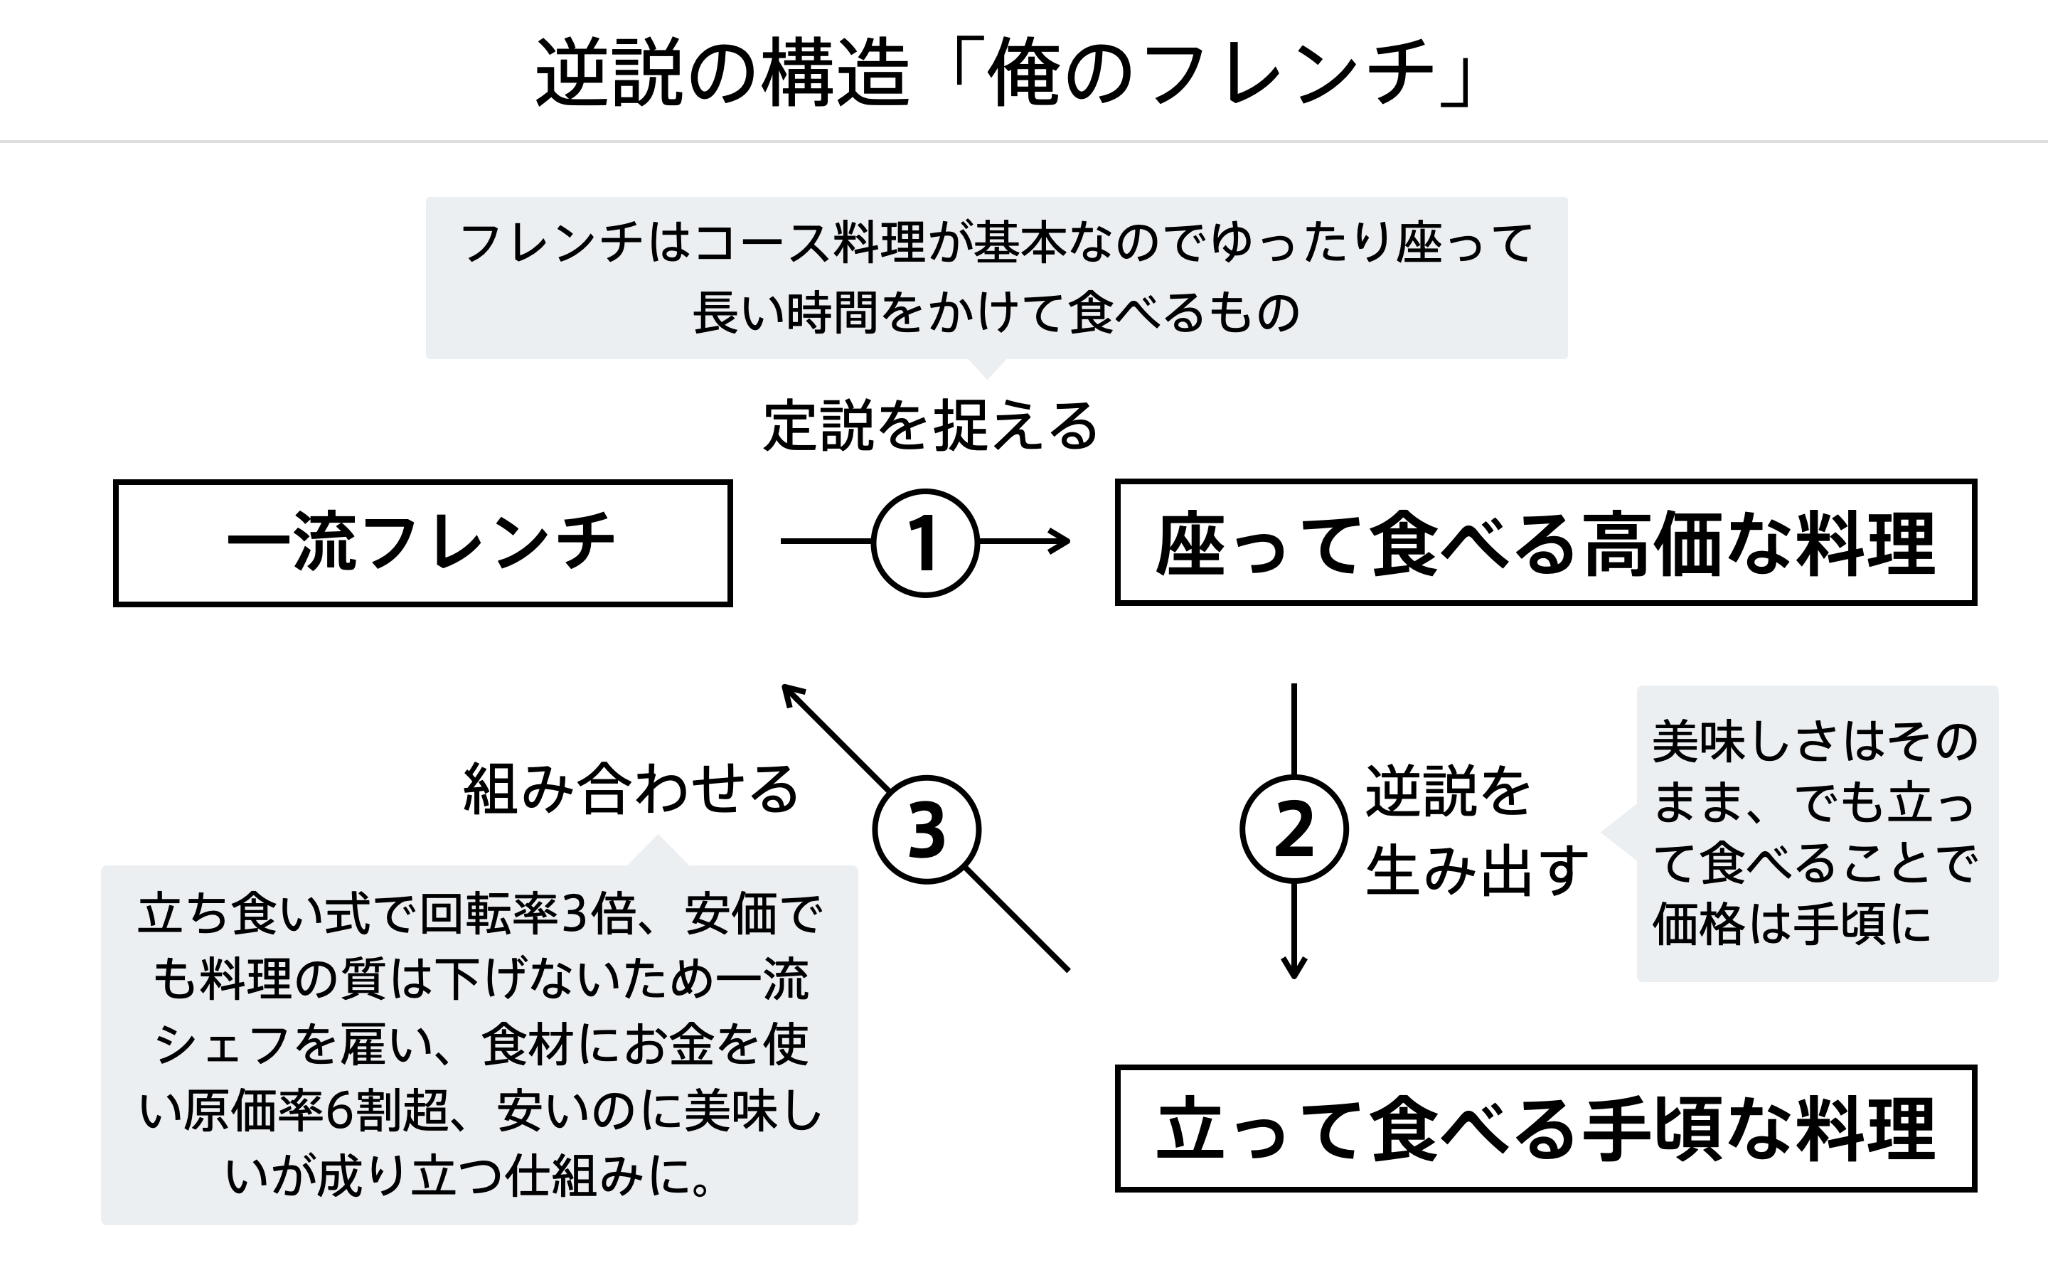 逆説の構造「俺のフレンチ」
フレンチはコース料理が基本なのでゆったり座って
長い時間をかけて食べるもの
定説を捉える
一流フレンチ
1
座って食べる高価な料理
組み合わせる
3
2
逆説を
生み出す
美味しさはその
まま、でも立っ
て食べることで
価格は手頃に
立ち食い式で回転率3倍、安価で
も料理の質は下げないため一流
シェフを雇い、食材にお金を使
い原価率6割超、安いのに美味し
いが成り立つ仕組みに。
立って食べる手頃な料理